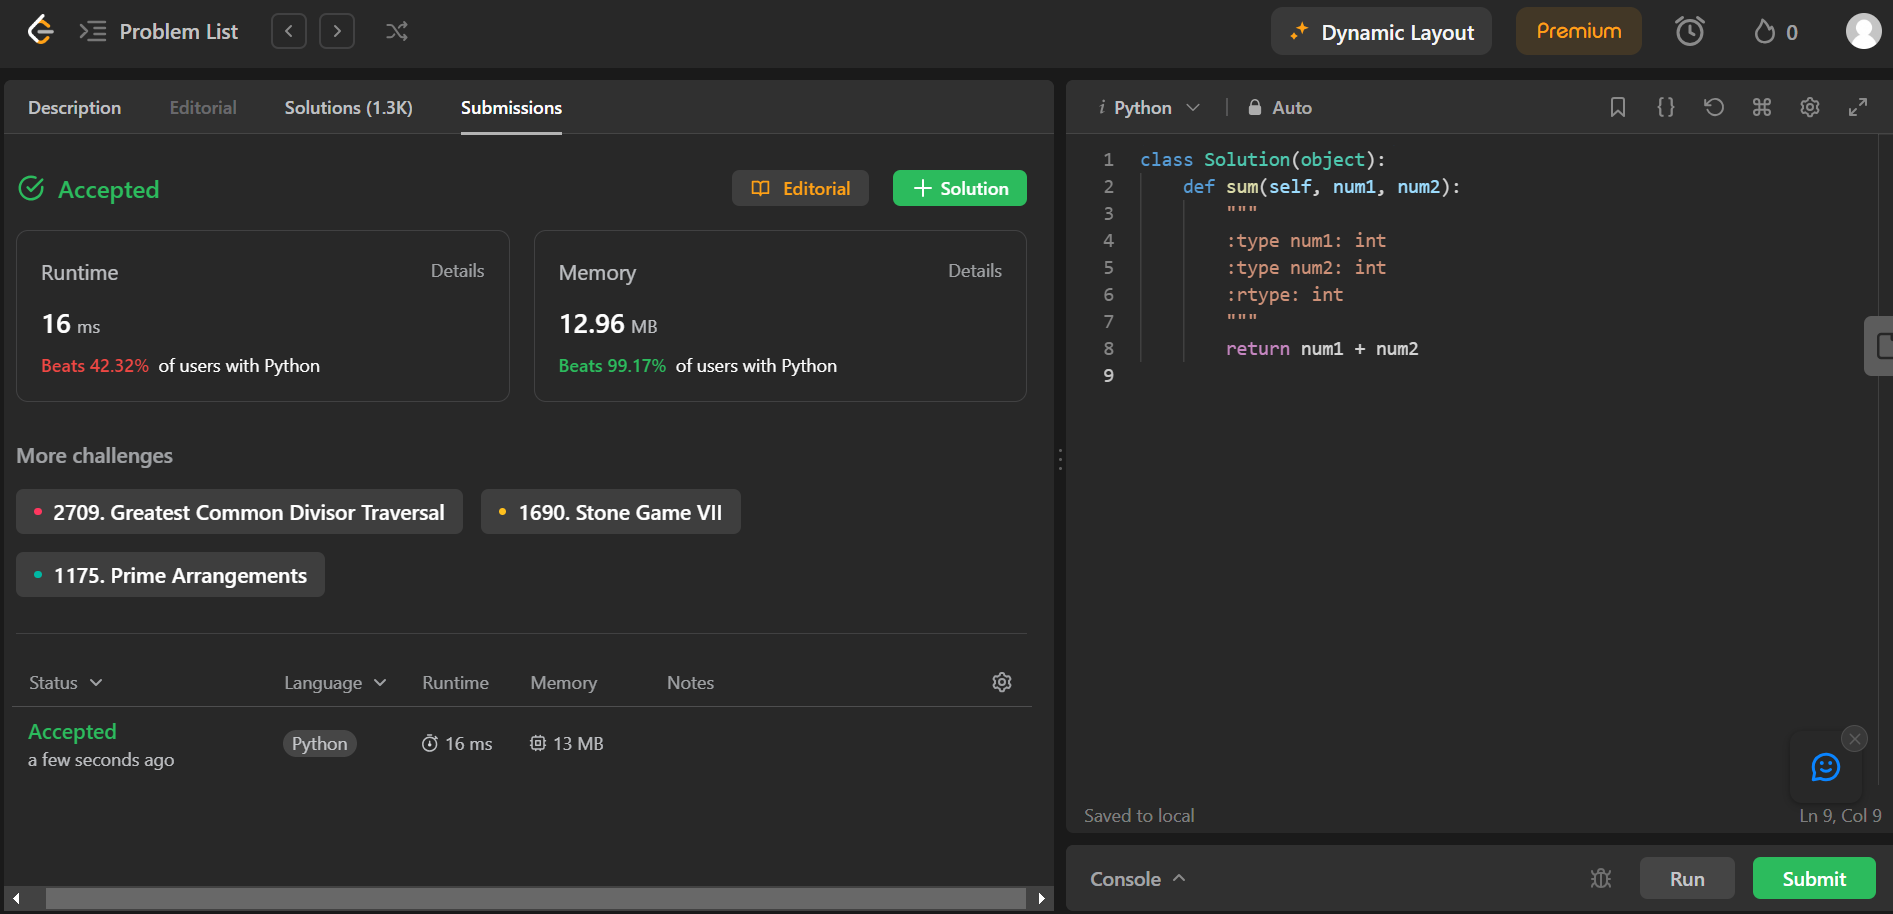 Problem List
Dynamic Layout
Premium
0
Description Editorial Solutions (1.3K) Submissions
Accepted
Editorial
Solution
Runtime Details
16 ms
Beats 42.32% of users with Python
Memory Details
12.96 MB
Beats 99.17% of users with Python
More challenges
2709. Greatest Common Divisor Traversal
1690. Stone Game VII
1175. Prime Arrangements
Status Language Runtime Memory Notes
Accepted
a few seconds ago
Python 16 ms 13 MB
i Python | Auto
1 class Solution(object):
2     def sum(self, num1, num2):
3         """
4         :type num1: int
5         :type num2: int
6         :rtype: int
7         """
8         return num1 + num2
9
Saved to local
Ln 9, Col 9
Console
Run
Submit